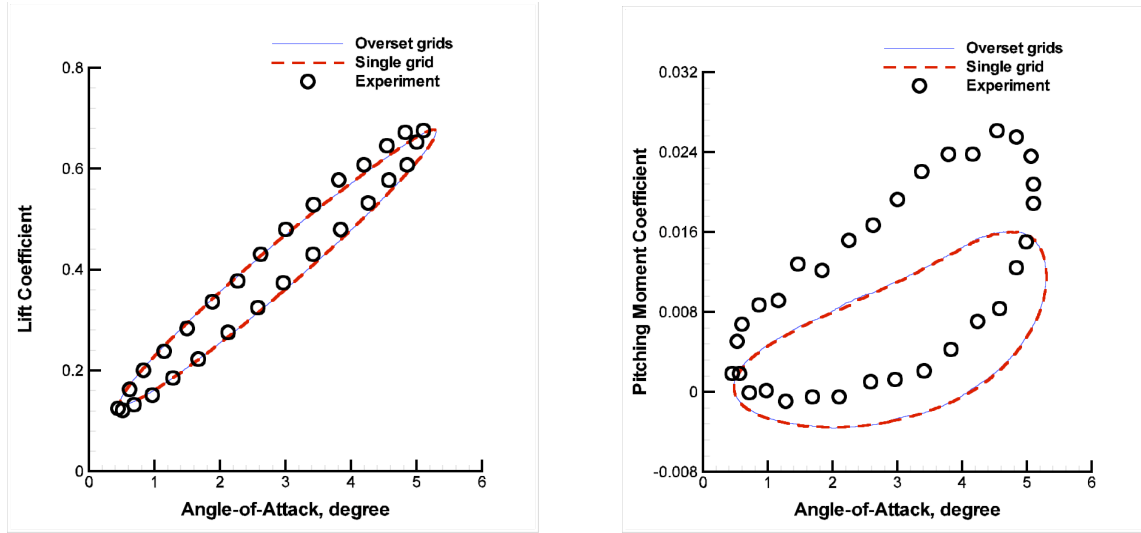 Overset grids
Single grid
Experiment
0.8
0.6
0.4
0.2
0
0 1 2 3 4 5 6
Lift Coefficient
Angle-of-Attack, degree
Overset grids
Single grid
Experiment
0.032
0.024
0.016
0.008
0
-0.008
0 1 2 3 4 5 6
Pitching Moment Coefficient
Angle-of-Attack, degree